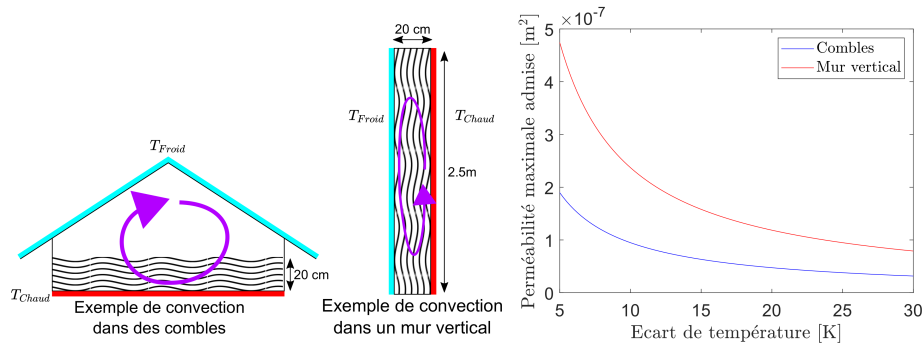 T_Froid
T_Chaud
20 cm
Exemple de convection
dans des combles
20 cm
T_Froid
T_Chaud
2.5m
Exemple de convection
dans un mur vertical
×10^-7
Perméabilité maximale admise [m²]
5
4
3
2
1
0
Combles
Mur vertical
5 10 15 20 25 30
Ecart de température [K]